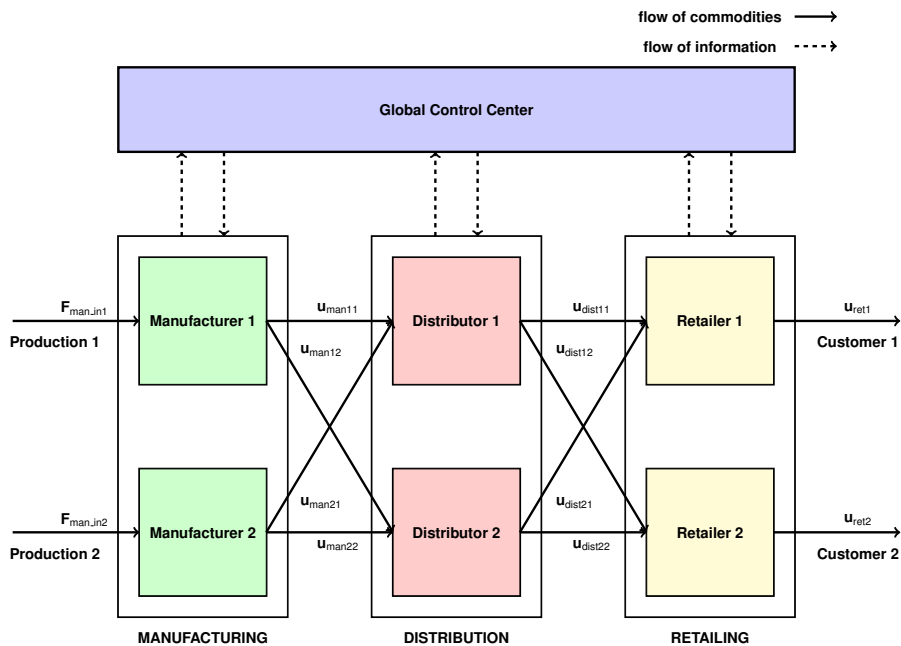 flow of commodities
flow of information
Global Control Center
F_man_in1
Production 1
Manufacturer 1
u_man11
u_man12
Distributor 1
u_dist11
u_dist12
Retailer 1
u_ret1
Customer 1
F_man_in2
Production 2
Manufacturer 2
u_man21
u_man22
Distributor 2
u_dist21
u_dist22
Retailer 2
u_ret2
Customer 2
MANUFACTURING
DISTRIBUTION
RETAILING